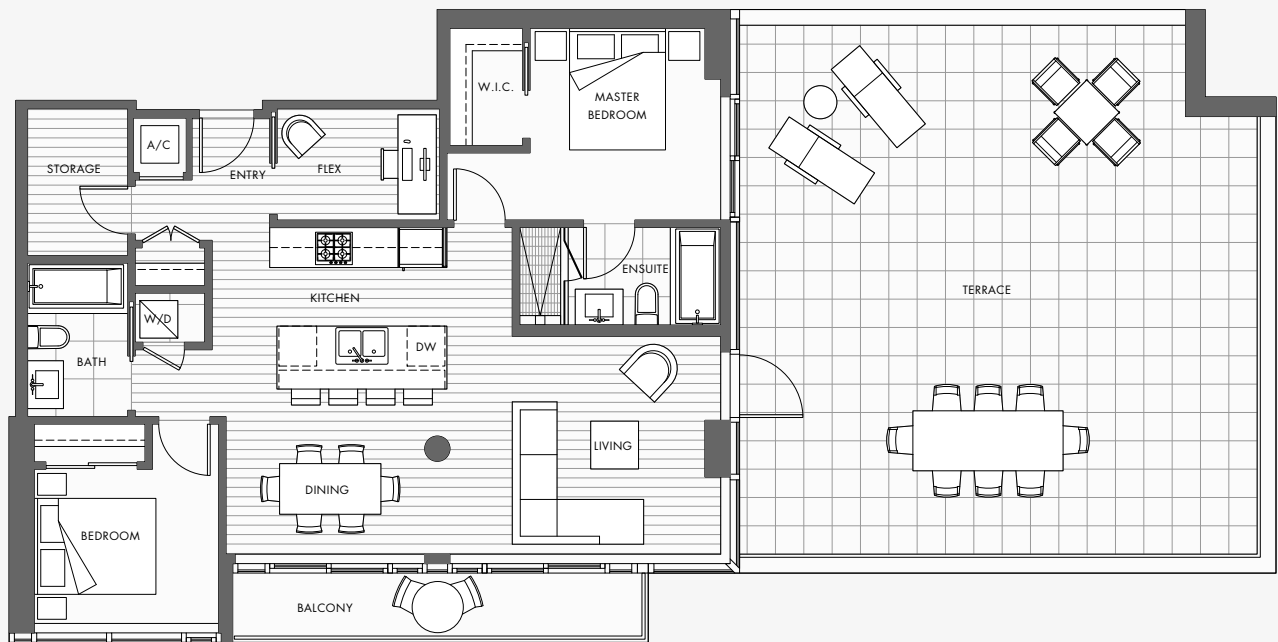 W.I.C.
MASTER
BEDROOM
A/C
STORAGE
ENTRY
FLEX
ENSUITE
TERRACE
KITCHEN
W/D
DW
BATH
LIVING
DINING
BEDROOM
BALCONY